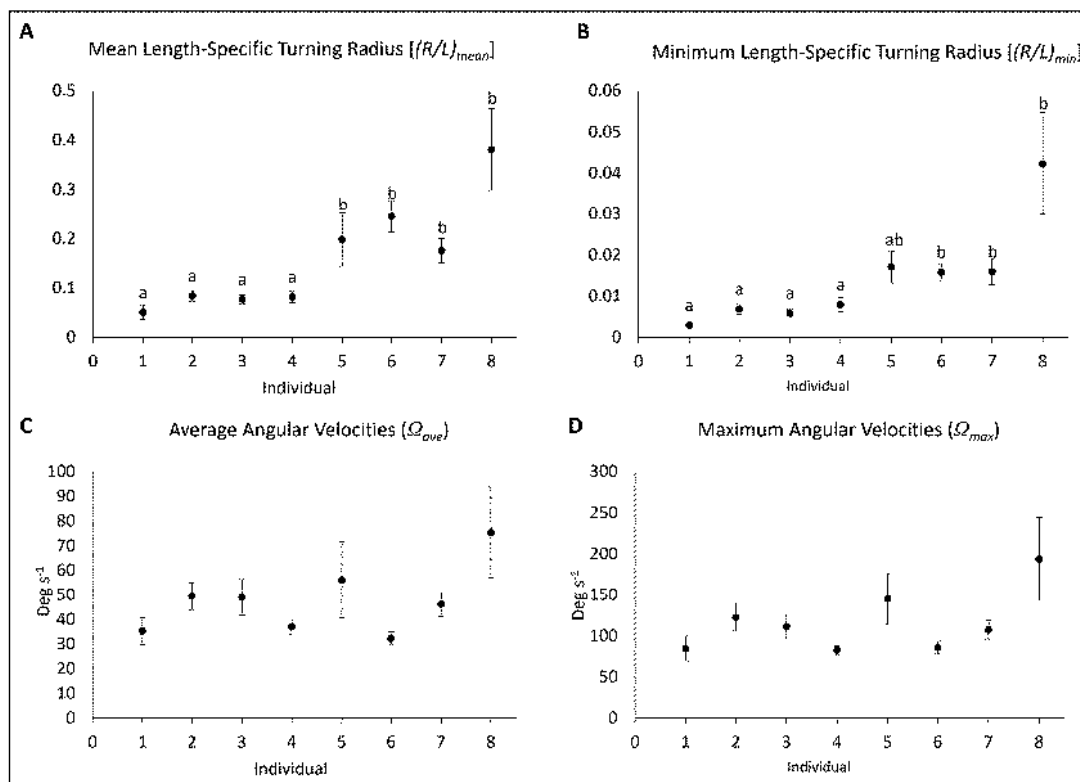 A
Mean Length-Specific Turning Radius [(R/L)mean]
0.5
0.4
0.3
0.2
0.1
0
a
a
a
a
b
b
b
b
0 1 2 3 4 5 6 7 8
Individual
B
Minimum Length-Specific Turning Radius [(R/L)min]
0.06
0.05
0.04
0.03
0.02
0.01
0
a
a
a
a
ab
b
b
b
0 1 2 3 4 5 6 7 8
Individual
C
Average Angular Velocities (Ωave)
Deg s-1
100
90
80
70
60
50
40
30
20
10
0
0 1 2 3 4 5 6 7 8
Individual
D
Maximum Angular Velocities (Ωmax)
Deg s-1
300
250
200
150
100
50
0
0 1 2 3 4 5 6 7 8
Individual